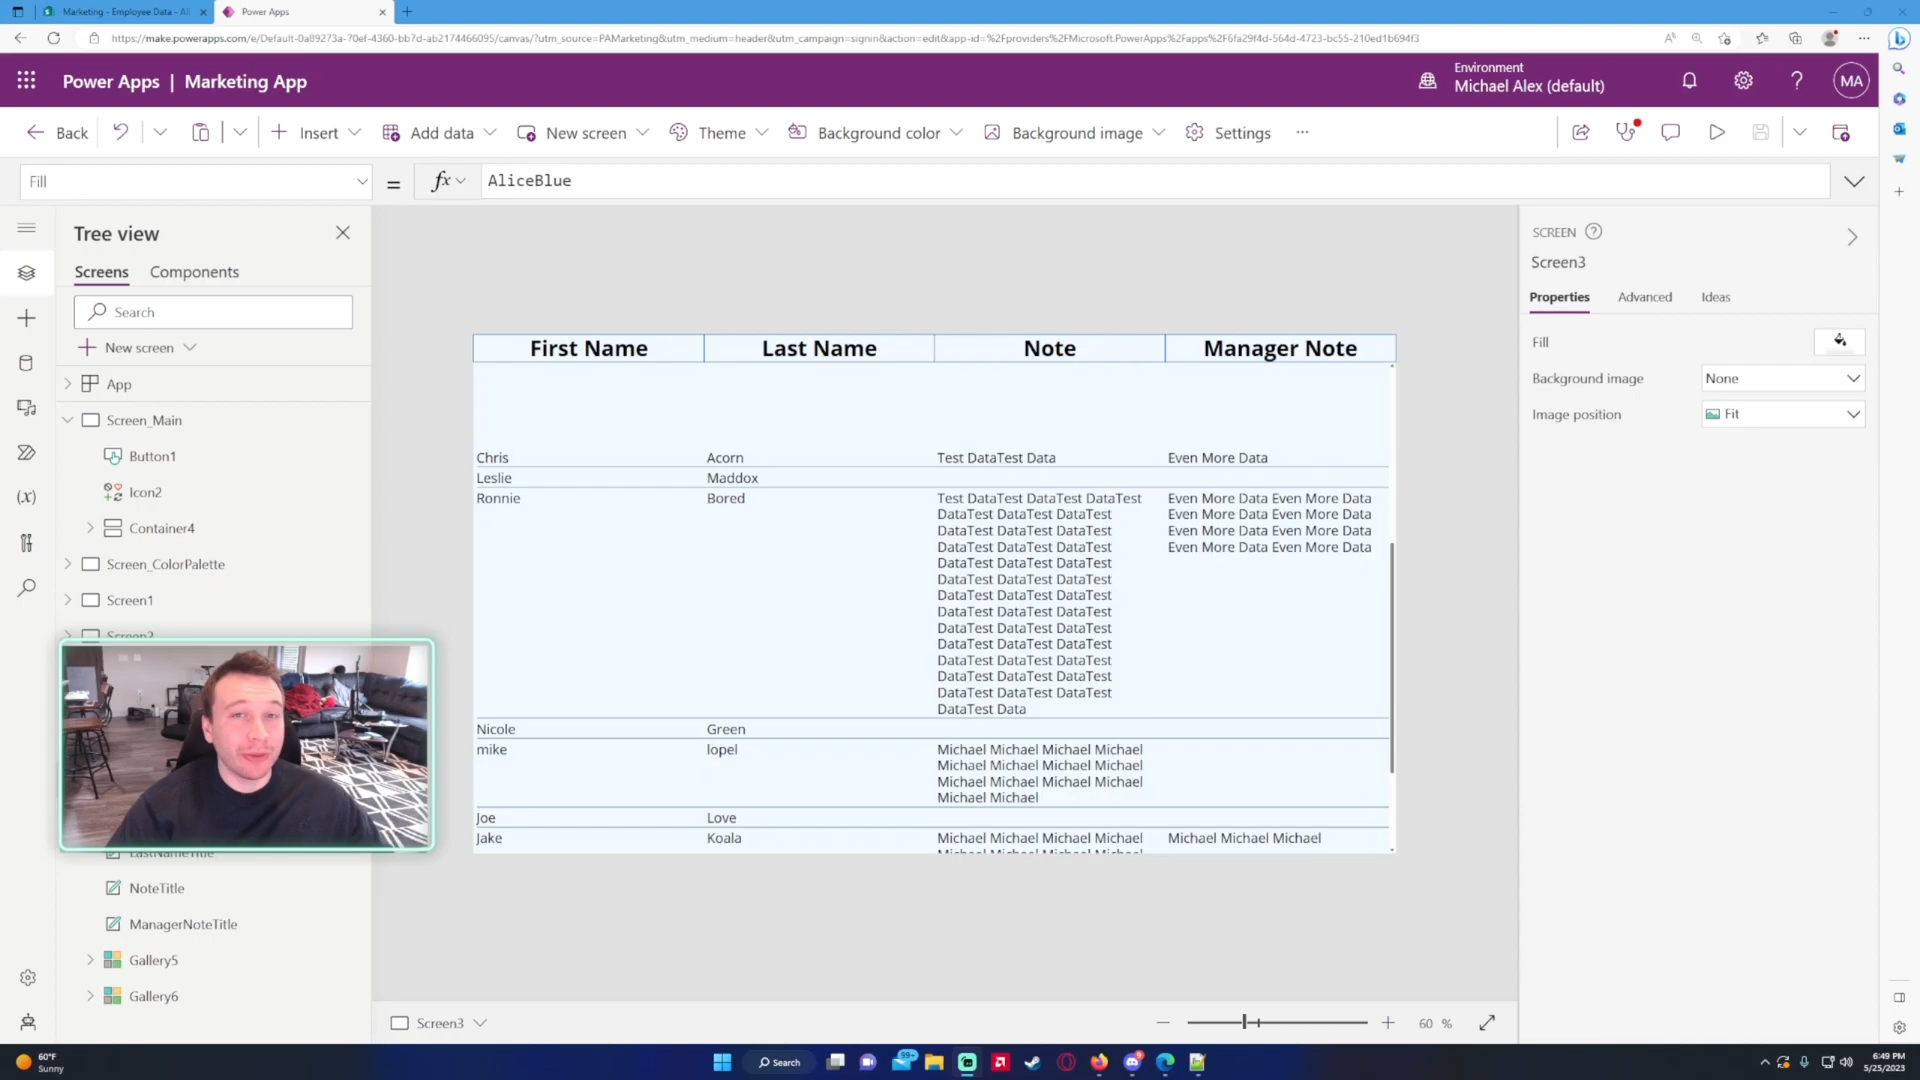 Marketing - Employee Data - Al
Power Apps
https://make.powerapps.com/e/Default-0a89273a-70ef-4360-bb7d-ab2174466095/canvas/?utm_source=PAMarketing&utm_medium=header&utm_campaign=signin&action=edit&app-id=%2Fproviders%2FMicrosoft.PowerApps%2Fapps%2F6fa29f4d-564d-4723-bc55-210ed1b694f3
Power Apps | Marketing App
Environment
Michael Alex (default)
MA
Back
Insert
Add data
New screen
Theme
Background color
Background image
Settings
Fill
=
fx
AliceBlue
Tree view
Screens
Components
Search
New screen
App
Screen_Main
Button1
Icon2
Container4
Screen_ColorPalette
Screen1
Screen2
LastNameTitle
NoteTitle
ManagerNoteTitle
Gallery5
Gallery6
First Name Last Name Note Manager Note
Chris Acorn Test DataTest Data Even More Data
Leslie Maddox
Ronnie Bored Test DataTest DataTest DataTest Even More Data Even More Data
DataTest DataTest DataTest Even More Data Even More Data
DataTest DataTest DataTest Even More Data Even More Data
DataTest DataTest DataTest Even More Data Even More Data
DataTest DataTest DataTest
DataTest DataTest DataTest
DataTest DataTest DataTest
DataTest DataTest DataTest
DataTest DataTest DataTest
DataTest DataTest DataTest
DataTest DataTest DataTest
DataTest DataTest DataTest
DataTest DataTest DataTest
DataTest Data
Nicole Green
mike lopel Michael Michael Michael Michael
Michael Michael Michael Michael
Michael Michael Michael Michael
Michael Michael
Joe Love
Jake Koala Michael Michael Michael Michael Michael Michael Michael
Michael Michael Michael Michael
SCREEN
Screen3
Properties
Advanced
Ideas
Fill
Background image
None
Image position
Fit
Screen3
60 %
60°F
Sunny
Search
99+
6:49 PM
5/25/2023